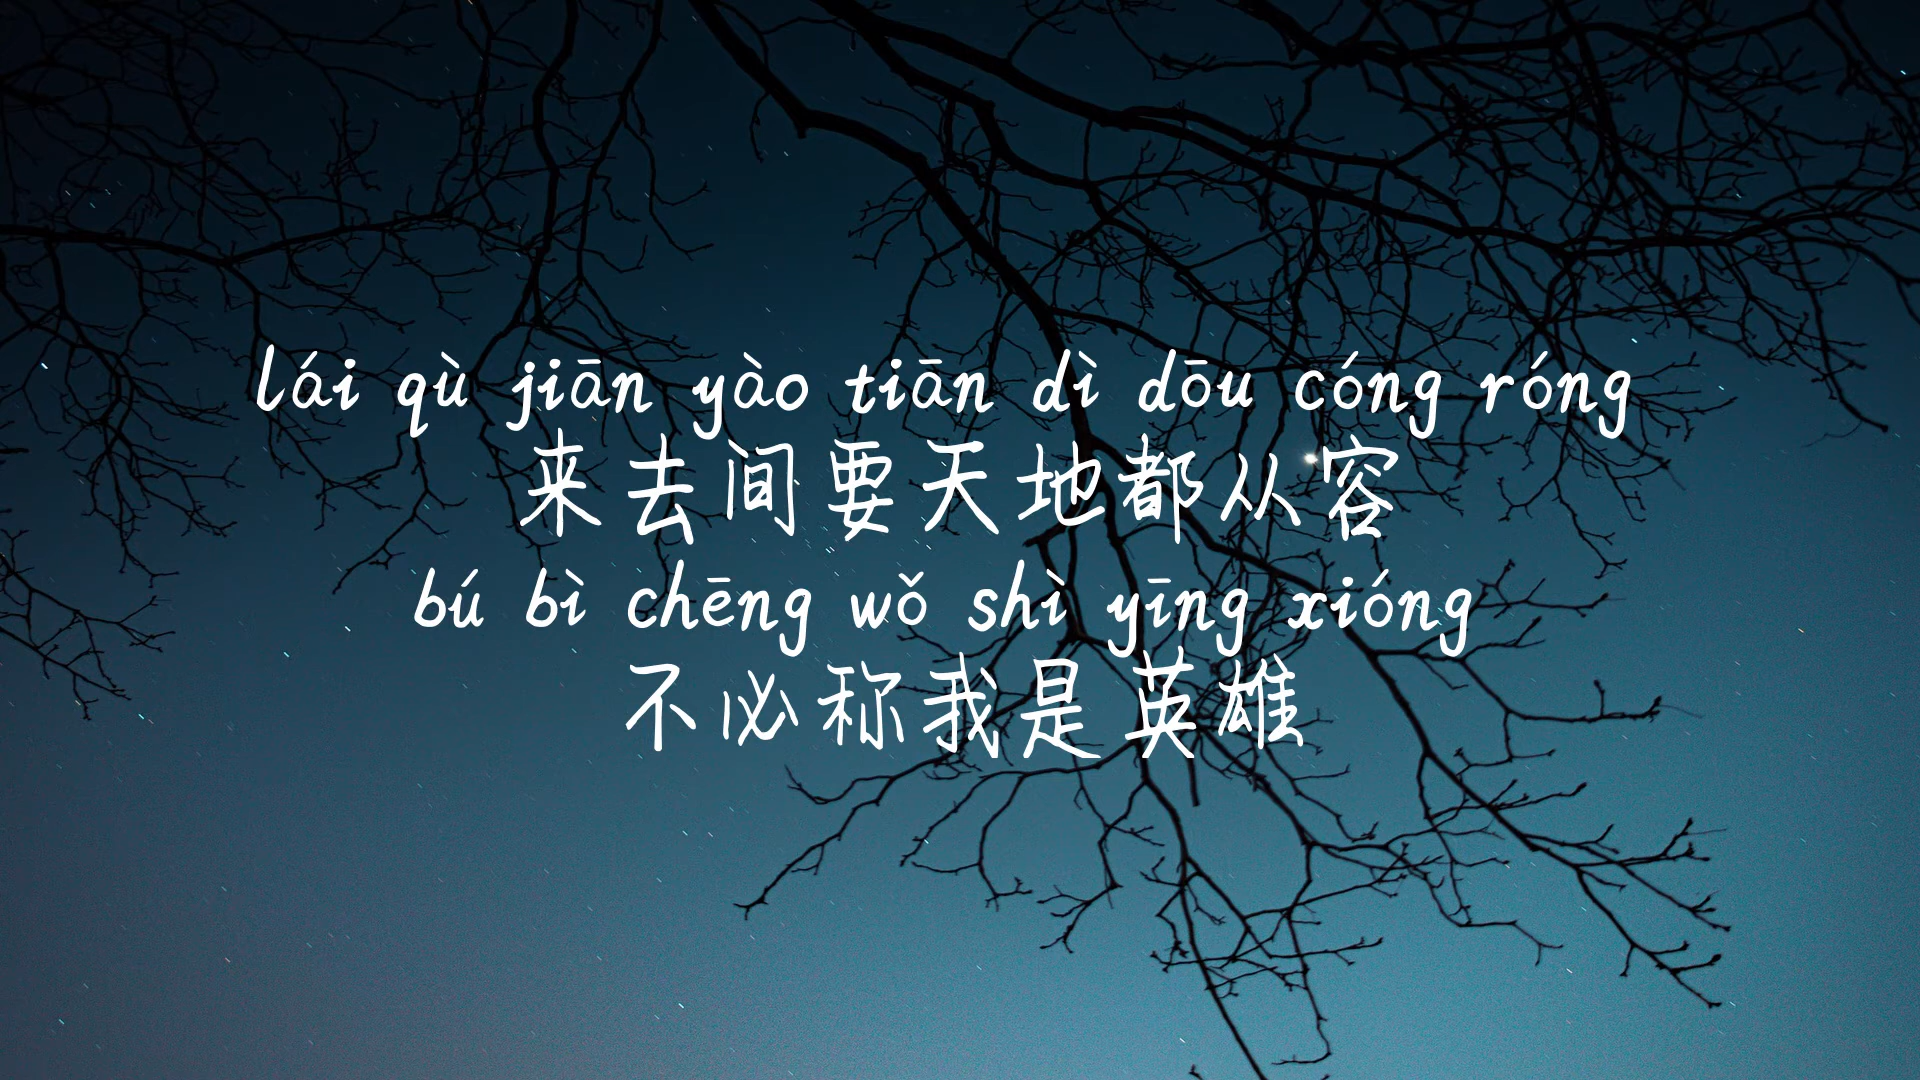 lái qù jiān yào tiān dì dōu cóng róng
来去间要天地都从容
bú bì chēng wǒ shì yīng xióng
不必称我是英雄